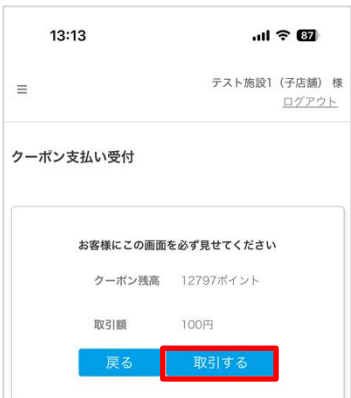 13:13
87
テスト施設1（子店舗） 様
ログアウト
クーポン支払い受付
お客様にこの画面を必ず見せてください
クーポン残高 12797ポイント
取引額 100円
戻る 取引する